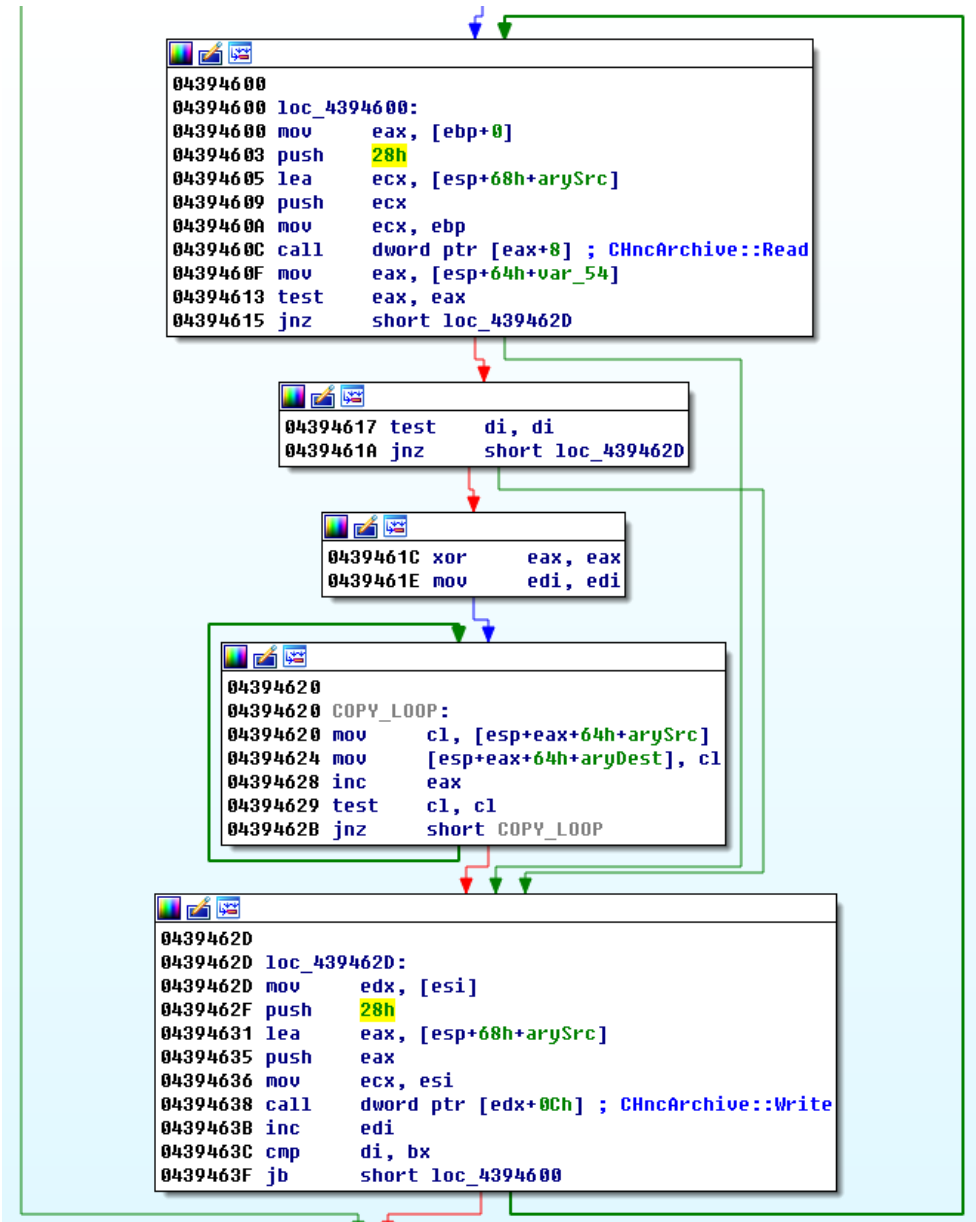 04394600
04394600 loc_4394600:
04394600 mov eax, [ebp+0]
04394603 push 28h
04394605 lea ecx, [esp+68h+arySrc]
04394609 push ecx
0439460A mov ecx, ebp
0439460C call dword ptr [eax+8] ; CHncArchive::Read
0439460F mov eax, [esp+64h+var_54]
04394613 test eax, eax
04394615 jnz short loc_439462D
04394617 test di, di
0439461A jnz short loc_439462D
0439461C xor eax, eax
0439461E mov edi, edi
04394620
04394620 COPY_LOOP:
04394620 mov cl, [esp+eax+64h+arySrc]
04394624 mov [esp+eax+64h+aryDest], cl
04394628 inc eax
04394629 test cl, cl
0439462B jnz short COPY_LOOP
0439462D
0439462D loc_439462D:
0439462D mov edx, [esi]
0439462F push 28h
04394631 lea eax, [esp+68h+arySrc]
04394635 push eax
04394636 mov ecx, esi
04394638 call dword ptr [edx+0Ch] ; CHncArchive::Write
0439463B inc edi
0439463C cmp di, bx
0439463F jb short loc_4394600